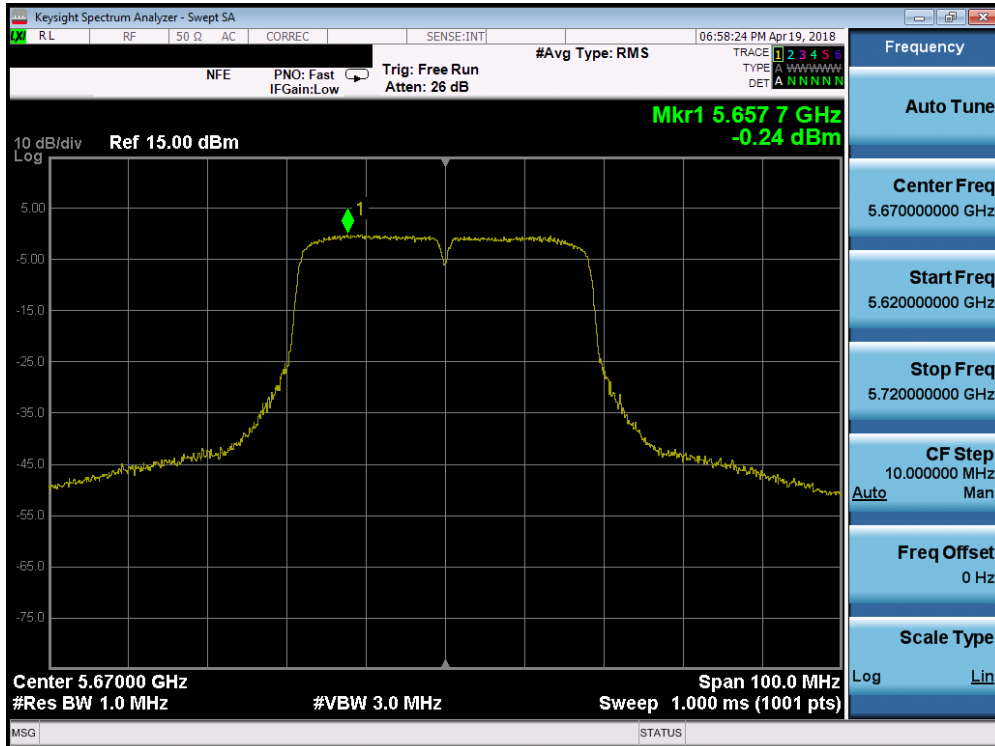 Keysight Spectrum Analyzer - Swept SA
LXI RL RF 50 Ω AC CORREC SENSE:INT 06:58:24 PM Apr 19, 2018
NFE PNO: Fast IFGain:Low Trig: Free Run Atten: 26 dB #Avg Type: RMS
TRACE 1 2 3 4 5 6
TYPE A WWWWWW
DET A N N N N N
Mkr1 5.657 7 GHz
-0.24 dBm
10 dB/div Ref 15.00 dBm
Log
1
5.00
-5.00
-15.0
-25.0
-35.0
-45.0
-55.0
-65.0
-75.0
Center 5.67000 GHz Span 100.0 MHz
#Res BW 1.0 MHz #VBW 3.0 MHz Sweep 1.000 ms (1001 pts)
MSG STATUS
Frequency
Auto Tune
Center Freq
5.670000000 GHz
Start Freq
5.620000000 GHz
Stop Freq
5.720000000 GHz
CF Step
10.000000 MHz
Auto Man
Freq Offset
0 Hz
Scale Type
Log Lin